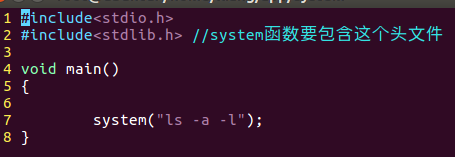 1 #include<stdio.h>
2 #include<stdlib.h> //system函数要包含这个头文件
3
4 void main()
5 {
6
7         system("ls -a -l");
8 }